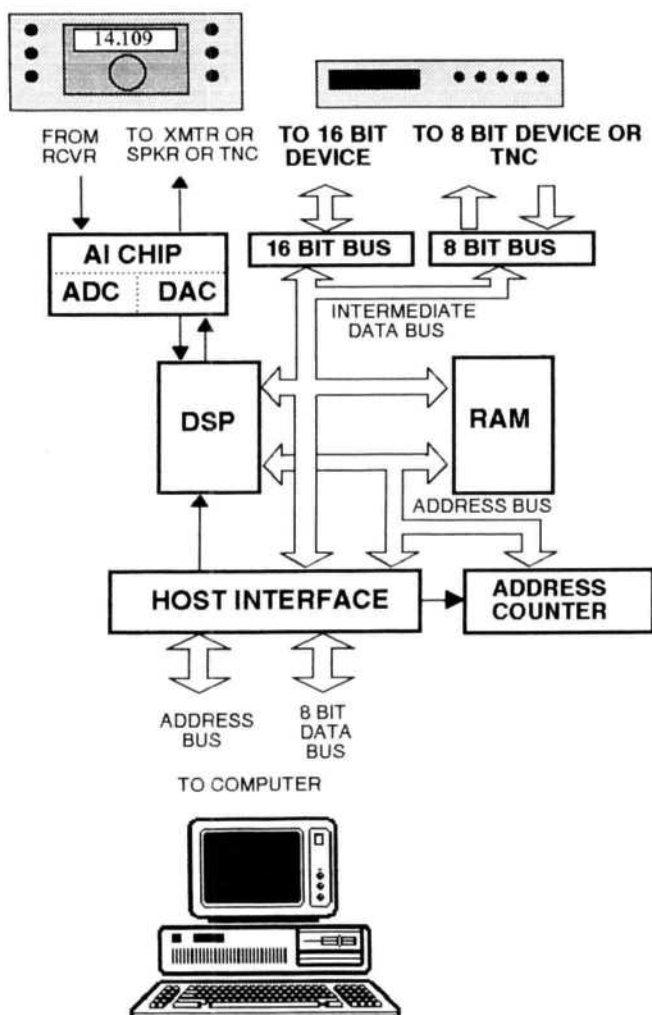 14.109
FROM
RCVR
TO XMTR OR
SPKR OR TNC
TO 16 BIT
DEVICE
TO 8 BIT DEVICE OR
TNC
AI CHIP
ADC
DAC
16 BIT BUS
8 BIT BUS
INTERMEDIATE
DATA BUS
DSP
RAM
ADDRESS BUS
HOST INTERFACE
ADDRESS
COUNTER
ADDRESS
BUS
8 BIT
DATA
BUS
TO COMPUTER